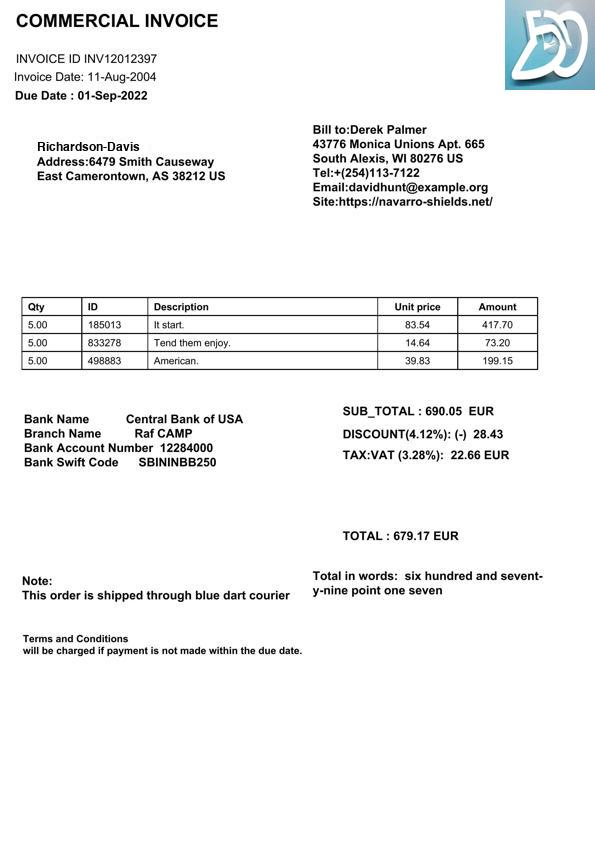 COMMERCIAL INVOICE
INVOICE ID INV12012397
Invoice Date: 11-Aug-2004
Due Date : 01-Sep-2022
Richardson-Davis
Address:6479 Smith Causeway
East Camerontown, AS 38212 US
Bill to:Derek Palmer
43776 Monica Unions Apt. 665
South Alexis, WI 80276 US
Tel:+(254)113-7122
Email:davidhunt@example.org
Site:https://navarro-shields.net/
Qty ID Description Unit price Amount
5.00 185013 It start. 83.54 417.70
5.00 833278 Tend them enjoy. 14.64 73.20
5.00 498883 American. 39.83 199.15
Bank Name Central Bank of USA
Branch Name Raf CAMP
Bank Account Number 12284000
Bank Swift Code SBININBB250
SUB_TOTAL : 690.05 EUR
DISCOUNT(4.12%): (-) 28.43
TAX:VAT (3.28%): 22.66 EUR
TOTAL : 679.17 EUR
Note:
This order is shipped through blue dart courier
Total in words: six hundred and sevent-
y-nine point one seven
Terms and Conditions
will be charged if payment is not made within the due date.